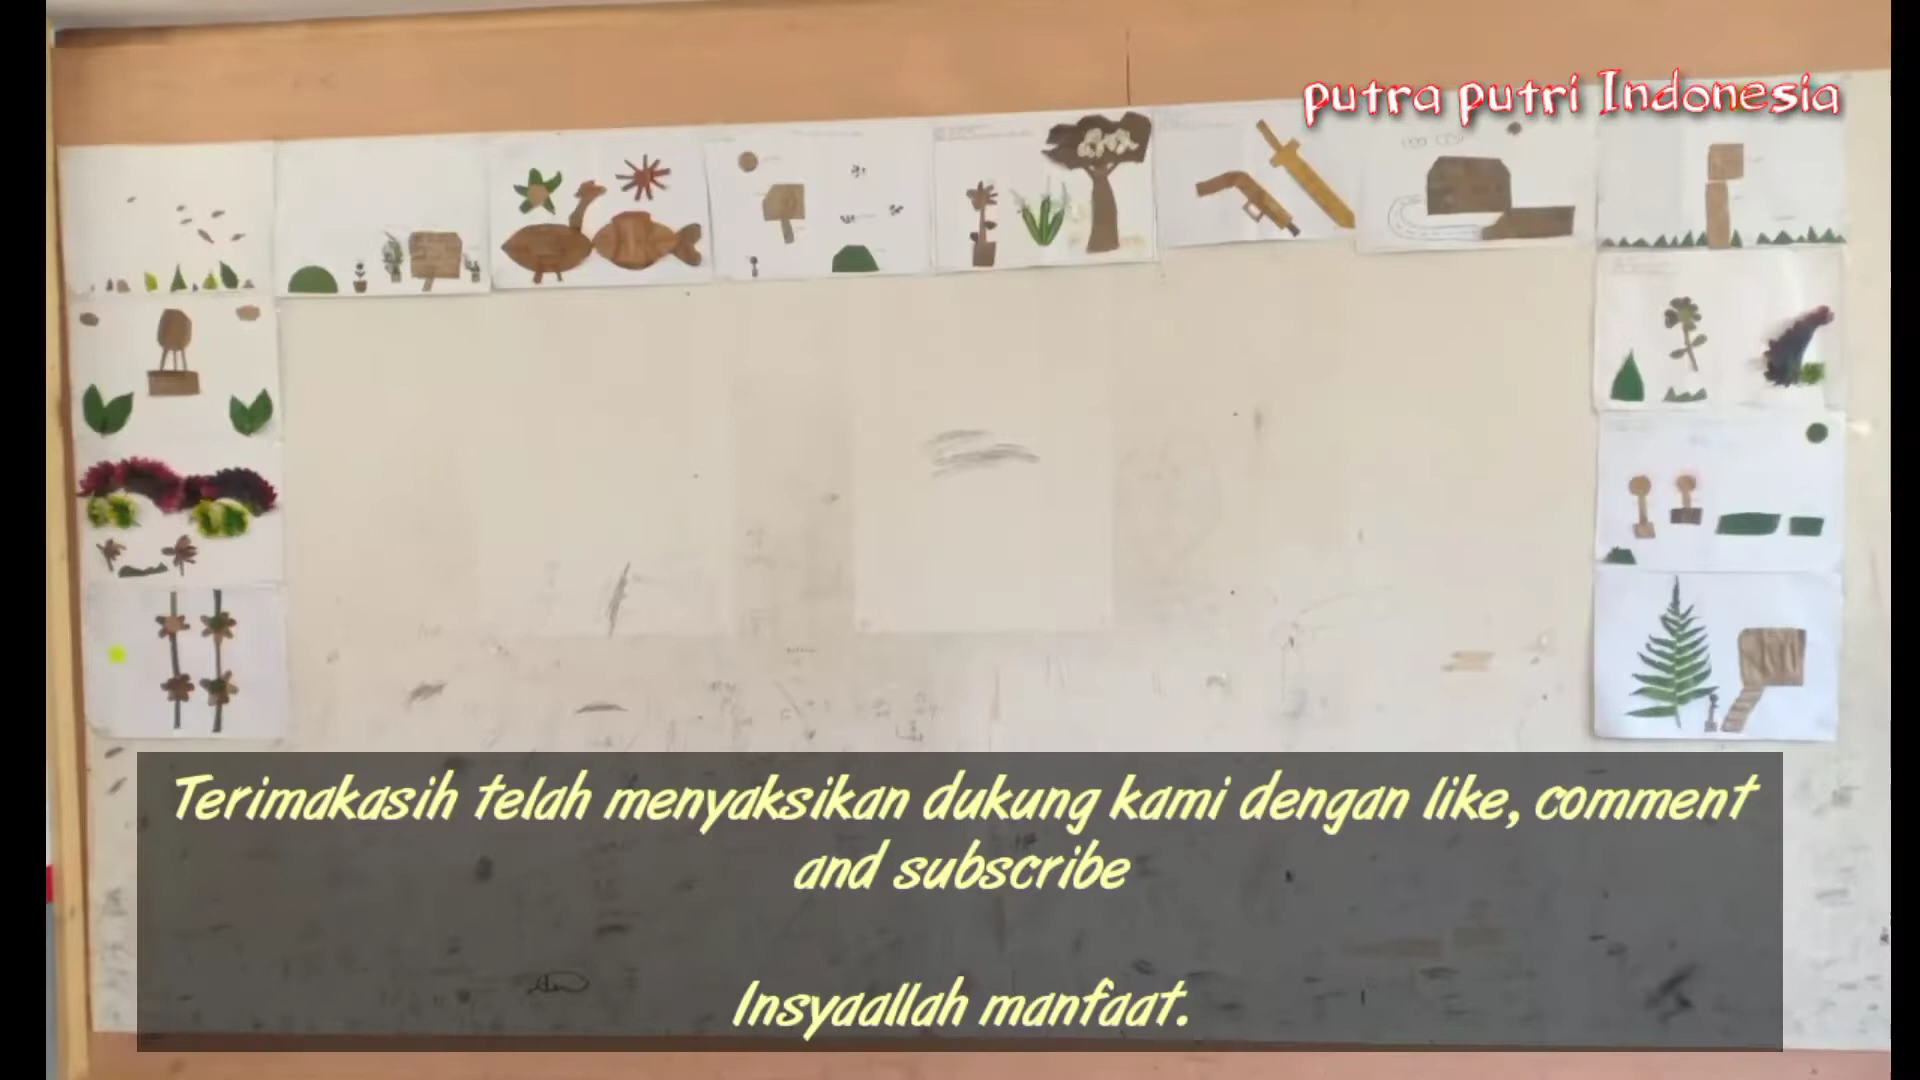 putra putri Indonesia
Terimakasih telah menyaksikan dukung kami dengan like, comment
and subscribe
Insyaallah manfaat.